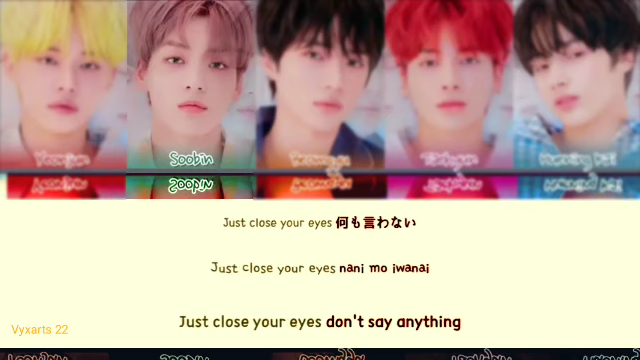 Yeonjun Soobin Beomgyu Taehyun Huening Kai
Just close your eyes 何も言わない
Just close your eyes nani mo iwanai
Just close your eyes don't say anything
Vyxarts 22